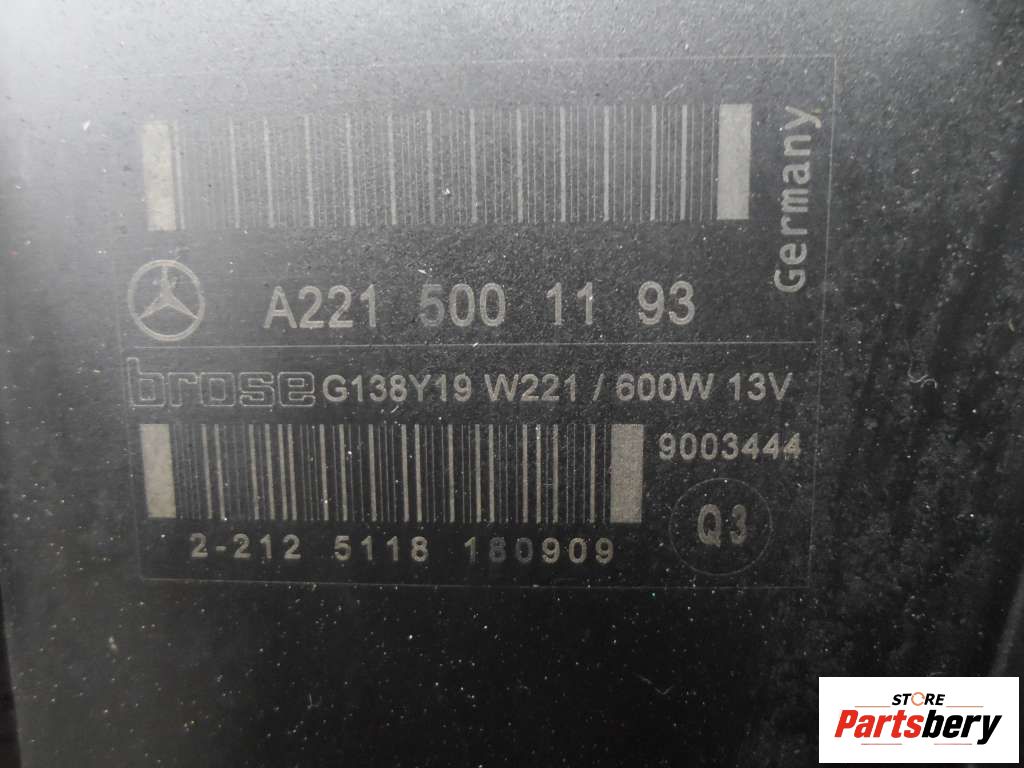 Germany
A221 500 11 93
brose G138Y19 W221 / 600W 13V
9003444
Q3
2-212 5118 180909
STORE
Partsbery